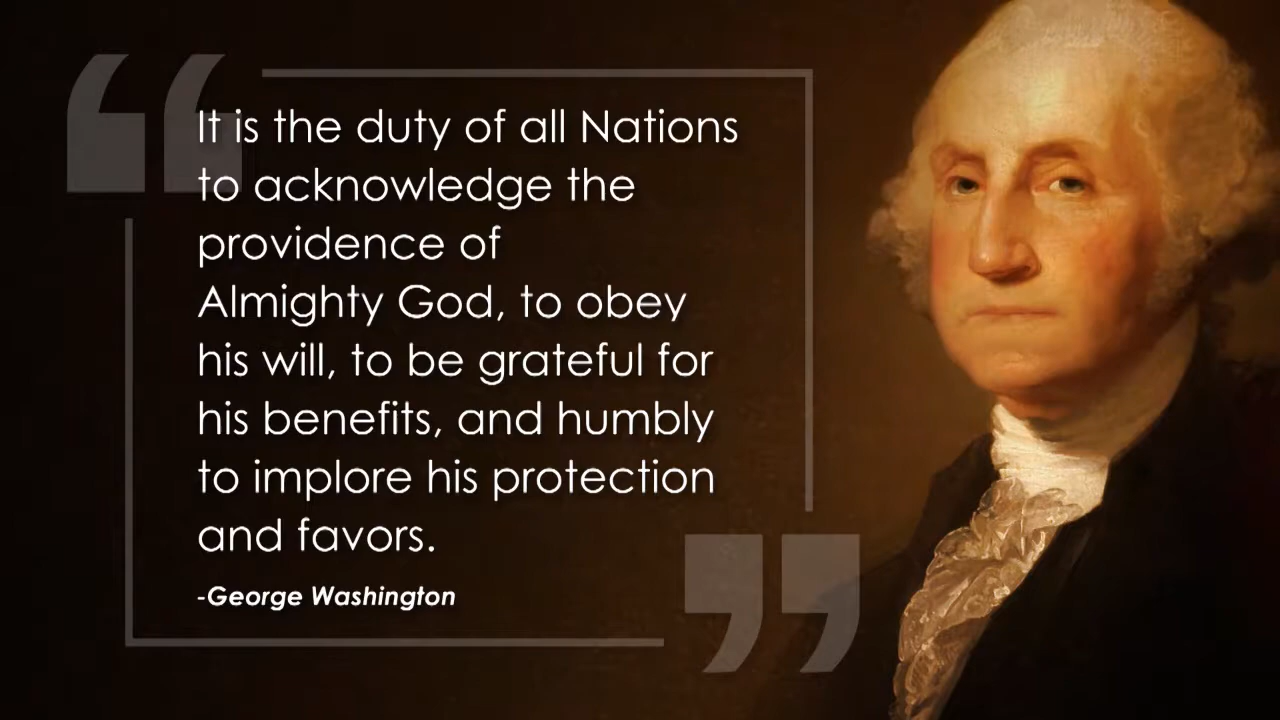 It is the duty of all Nations
to acknowledge the
providence of
Almighty God, to obey
his will, to be grateful for
his benefits, and humbly
to implore his protection
and favors.
-George Washington